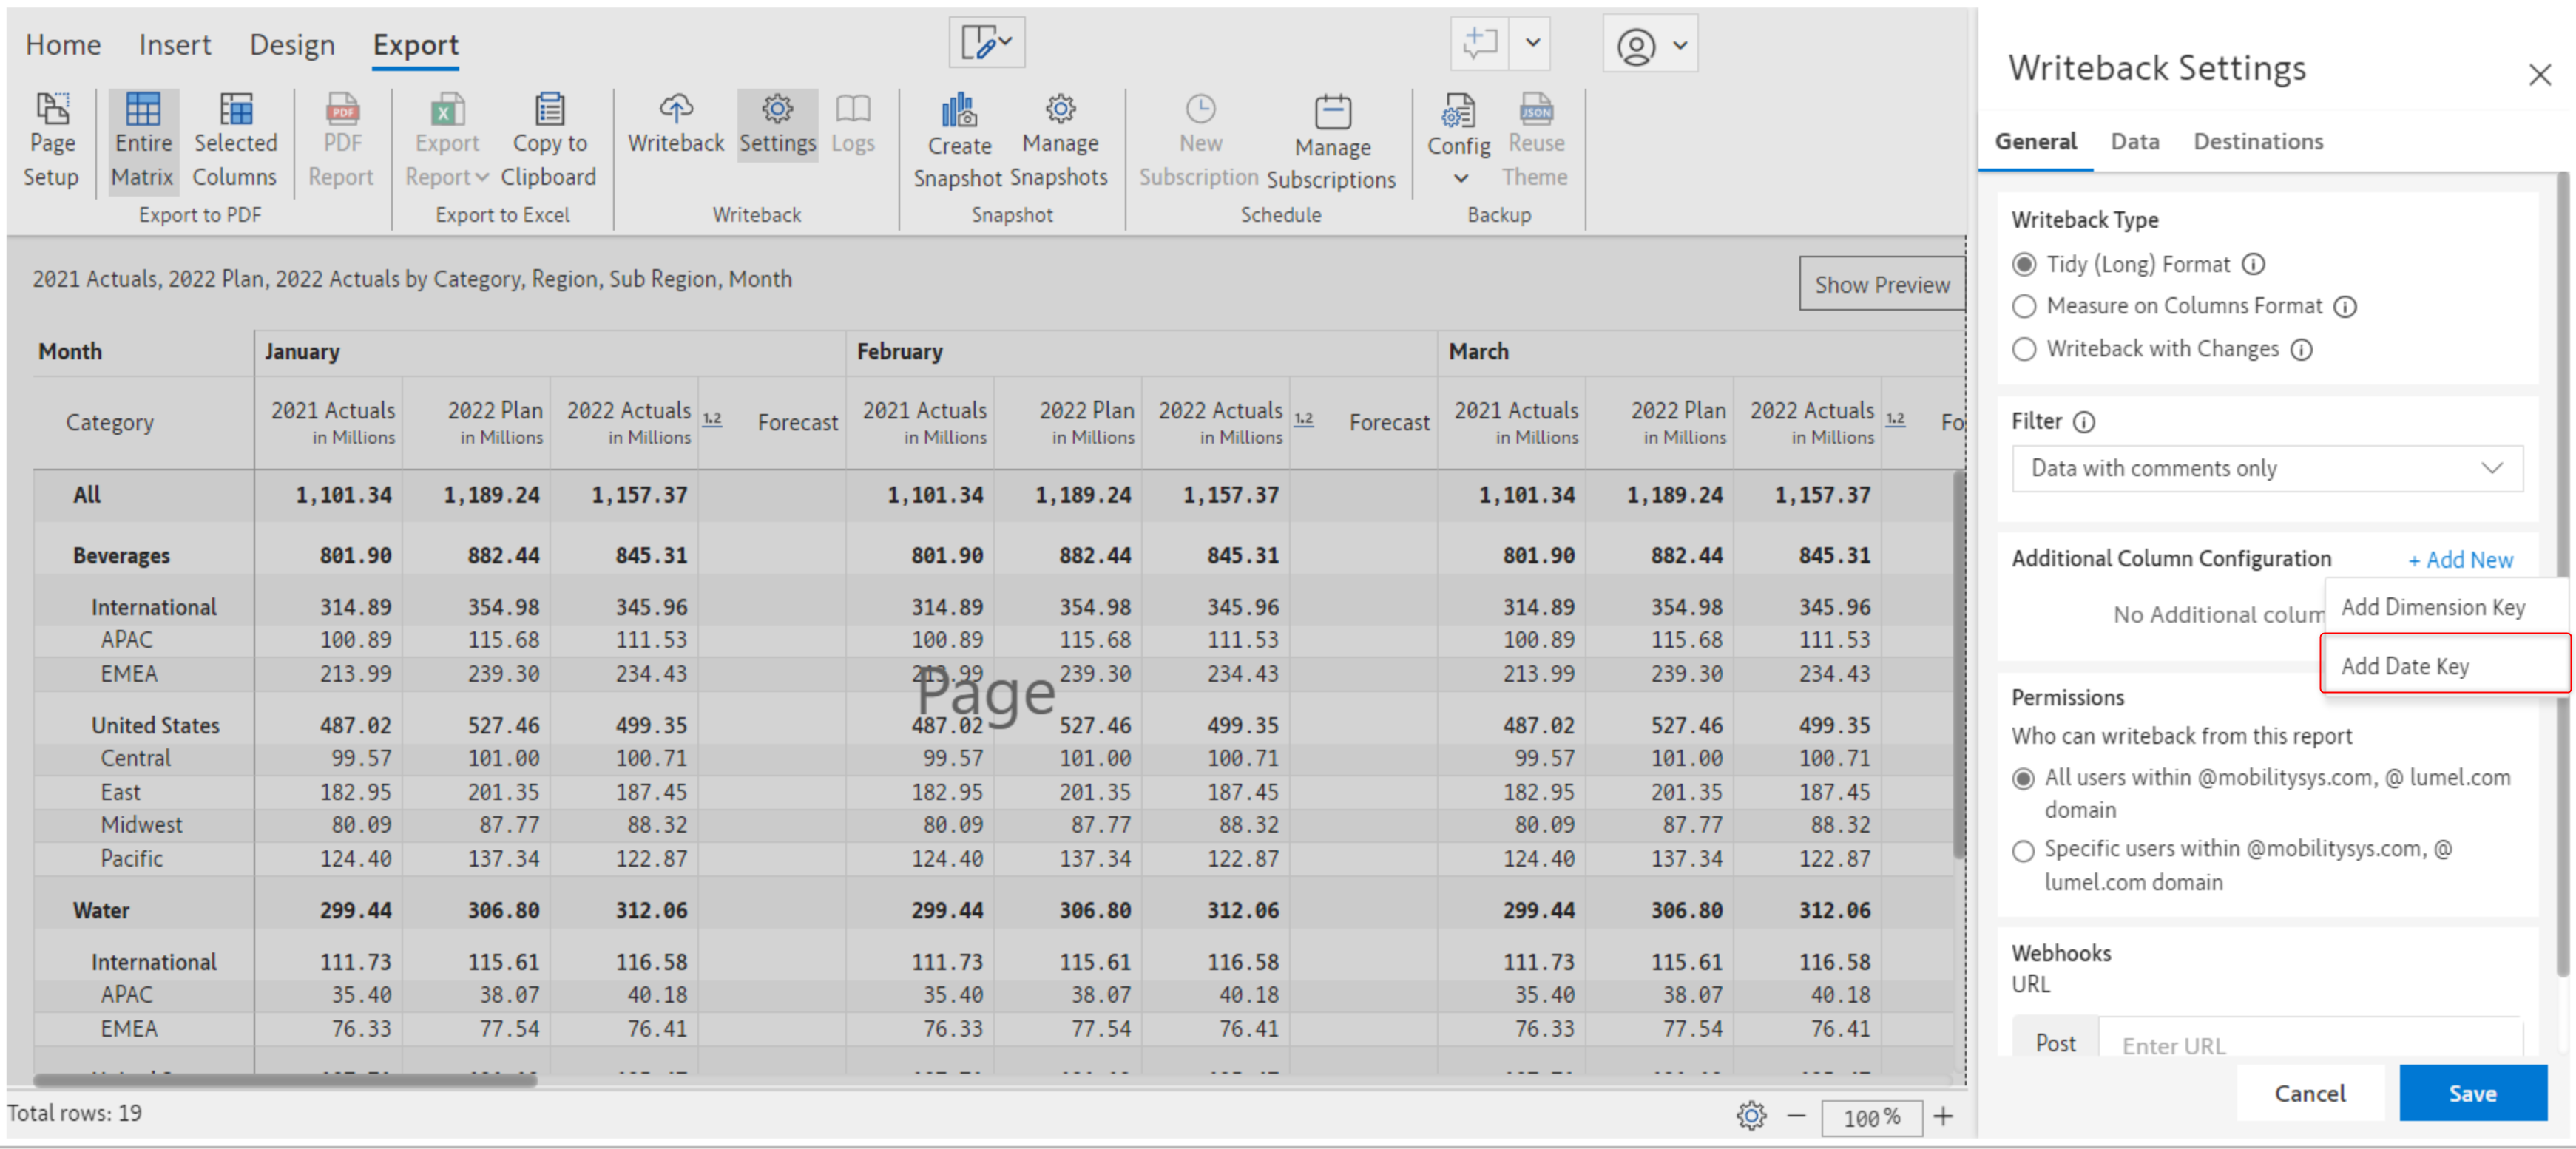 Home Insert Design Export
Page Setup
Entire Matrix
Selected Columns
Export to PDF
PDF Report
Export Report
Copy to Clipboard
Export to Excel
Writeback
Settings
Logs
Writeback
Create Snapshot
Manage Snapshots
Snapshot
New Subscription
Manage Subscriptions
Schedule
Config
Reuse Theme
Backup
2021 Actuals, 2022 Plan, 2022 Actuals by Category, Region, Sub Region, Month
Show Preview
Month January February March
Category 2021 Actuals in Millions 2022 Plan in Millions 2022 Actuals in Millions 1.2 Forecast 2021 Actuals in Millions 2022 Plan in Millions 2022 Actuals in Millions 1.2 Forecast 2021 Actuals in Millions 2022 Plan in Millions 2022 Actuals in Millions 1.2 Fo
All 1,101.34 1,189.24 1,157.37 1,101.34 1,189.24 1,157.37 1,101.34 1,189.24 1,157.37
Beverages 801.90 882.44 845.31 801.90 882.44 845.31 801.90 882.44 845.31
International 314.89 354.98 345.96 314.89 354.98 345.96 314.89 354.98 345.96
APAC 100.89 115.68 111.53 100.89 115.68 111.53 100.89 115.68 111.53
EMEA 213.99 239.30 234.43 213.99 239.30 234.43 213.99 239.30 234.43
Page
United States 487.02 527.46 499.35 487.02 527.46 499.35 487.02 527.46 499.35
Central 99.57 101.00 100.71 99.57 101.00 100.71 99.57 101.00 100.71
East 182.95 201.35 187.45 182.95 201.35 187.45 182.95 201.35 187.45
Midwest 80.09 87.77 88.32 80.09 87.77 88.32 80.09 87.77 88.32
Pacific 124.40 137.34 122.87 124.40 137.34 122.87 124.40 137.34 122.87
Water 299.44 306.80 312.06 299.44 306.80 312.06 299.44 306.80 312.06
International 111.73 115.61 116.58 111.73 115.61 116.58 111.73 115.61 116.58
APAC 35.40 38.07 40.18 35.40 38.07 40.18 35.40 38.07 40.18
EMEA 76.33 77.54 76.41 76.33 77.54 76.41 76.33 77.54 76.41
Total rows: 19
100%
Writeback Settings
General Data Destinations
Writeback Type
Tidy (Long) Format
Measure on Columns Format
Writeback with Changes
Filter
Data with comments only
Additional Column Configuration + Add New
No Additional colum
Add Dimension Key
Add Date Key
Permissions
Who can writeback from this report
All users within @mobilitysys.com, @ lumel.com
domain
Specific users within @mobilitysys.com, @
lumel.com domain
Webhooks
URL
Post Enter URL
Cancel Save